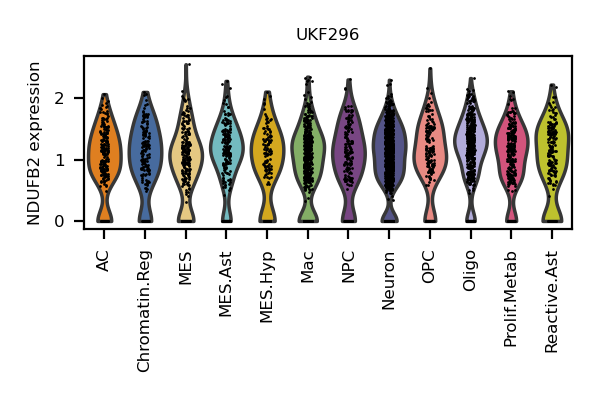 UKF296
NDUFB2 expression
2
1
0
AC
Chromatin.Reg
MES
MES.Ast
MES.Hyp
Mac
NPC
Neuron
OPC
Oligo
Prolif.Metab
Reactive.Ast